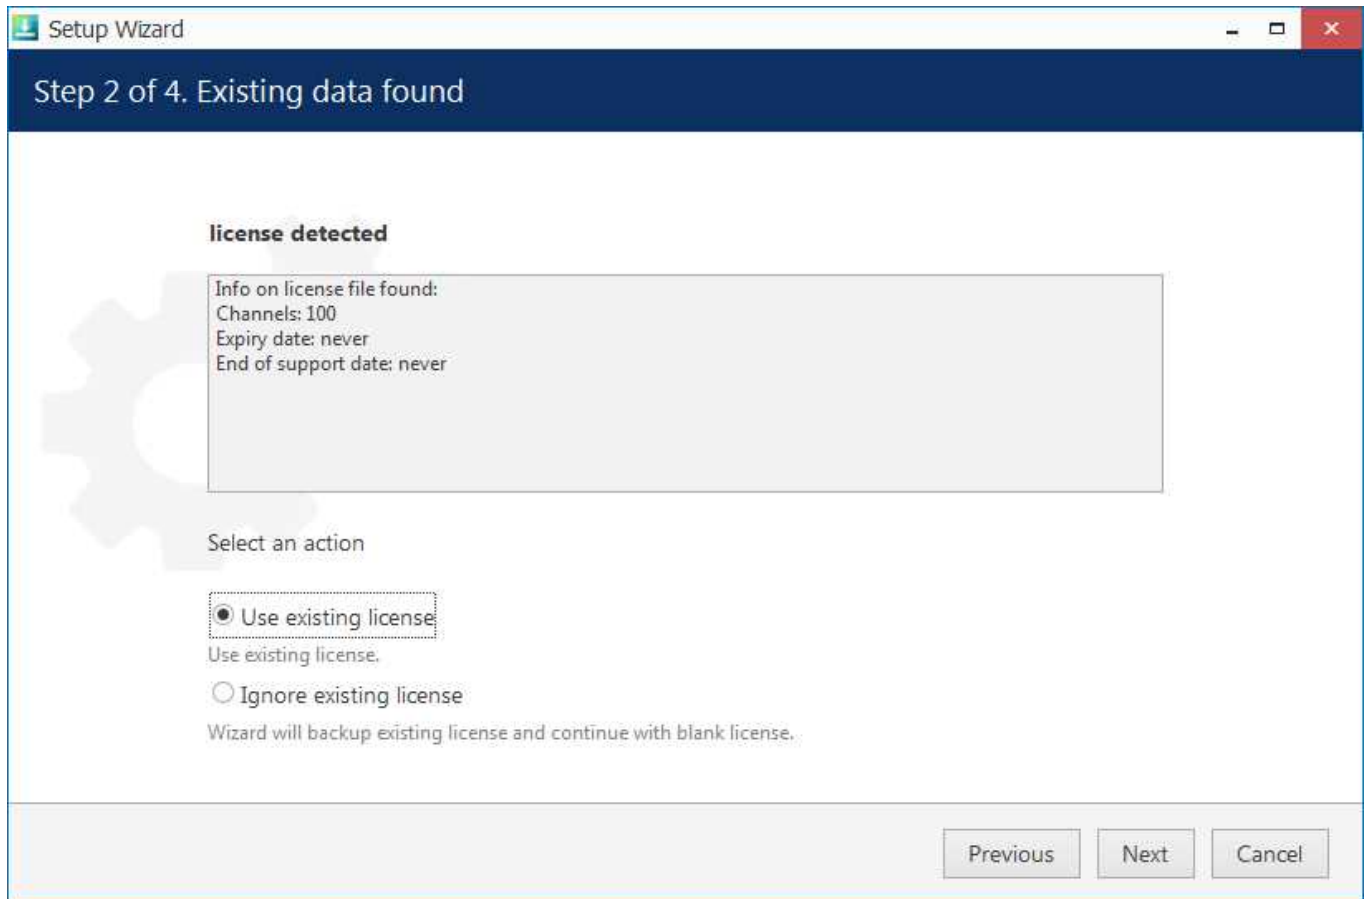 Setup Wizard
Step 2 of 4. Existing data found
license detected
Info on license file found:
Channels: 100
Expiry date: never
End of support date: never
Select an action
Use existing license
Use existing license.
Ignore existing license
Wizard will backup existing license and continue with blank license.
Previous Next Cancel